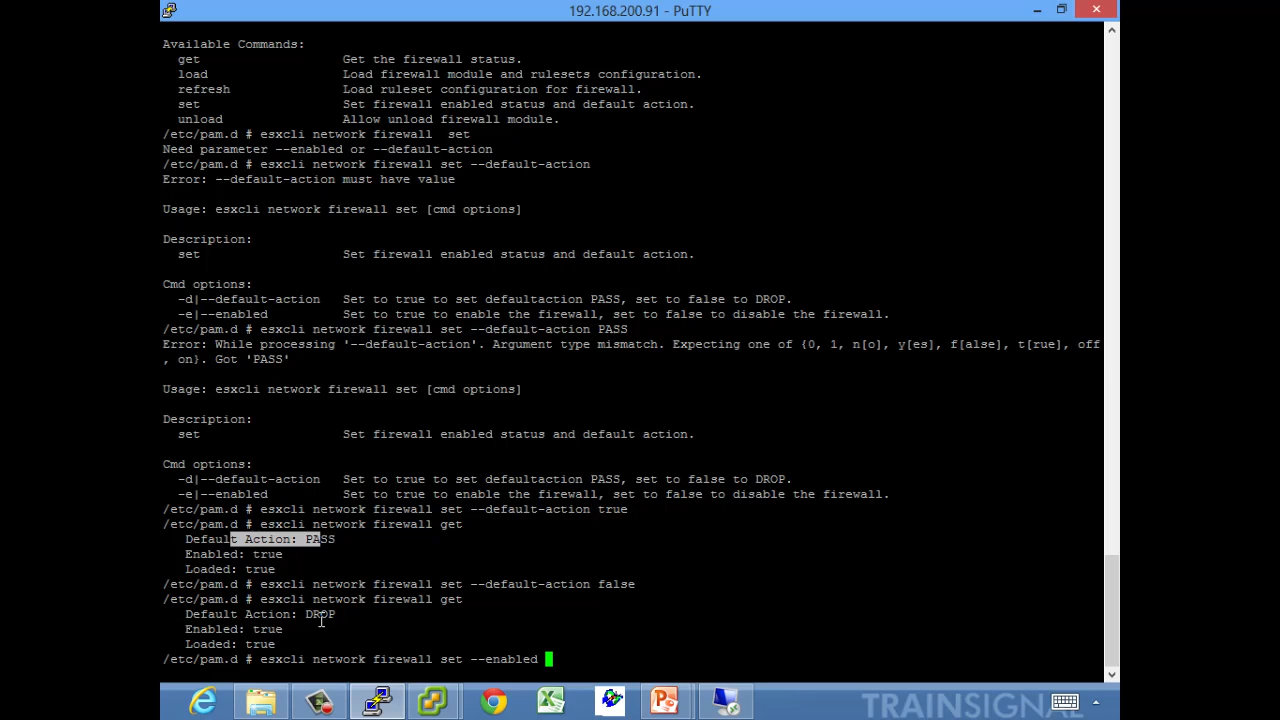 192.168.200.91 - PuTTY
Available Commands:
get Get the firewall status.
load Load firewall module and rulesets configuration.
refresh Load ruleset configuration for firewall.
set Set firewall enabled status and default action.
unload Allow unload firewall module.
/etc/pam.d # esxcli network firewall  set
Need parameter --enabled or --default-action
/etc/pam.d # esxcli network firewall set --default-action
Error: --default-action must have value
Usage: esxcli network firewall set [cmd options]
Description:
set Set firewall enabled status and default action.
Cmd options:
-d|--default-action Set to true to set defaultaction PASS, set to false to DROP.
-e|--enabled Set to true to enable the firewall, set to false to disable the firewall.
/etc/pam.d # esxcli network firewall set --default-action PASS
Error: While processing '--default-action'. Argument type mismatch. Expecting one of {0, 1, n[o], y[es], f[alse], t[rue], off
, on}. Got 'PASS'
Usage: esxcli network firewall set [cmd options]
Description:
set Set firewall enabled status and default action.
Cmd options:
-d|--default-action Set to true to set defaultaction PASS, set to false to DROP.
-e|--enabled Set to true to enable the firewall, set to false to disable the firewall.
/etc/pam.d # esxcli network firewall set --default-action true
/etc/pam.d # esxcli network firewall get
Default Action: PASS
Enabled: true
Loaded: true
/etc/pam.d # esxcli network firewall set --default-action false
/etc/pam.d # esxcli network firewall get
Default Action: DROP
Enabled: true
Loaded: true
/etc/pam.d # esxcli network firewall set --enabled
TRAINSIGNAL